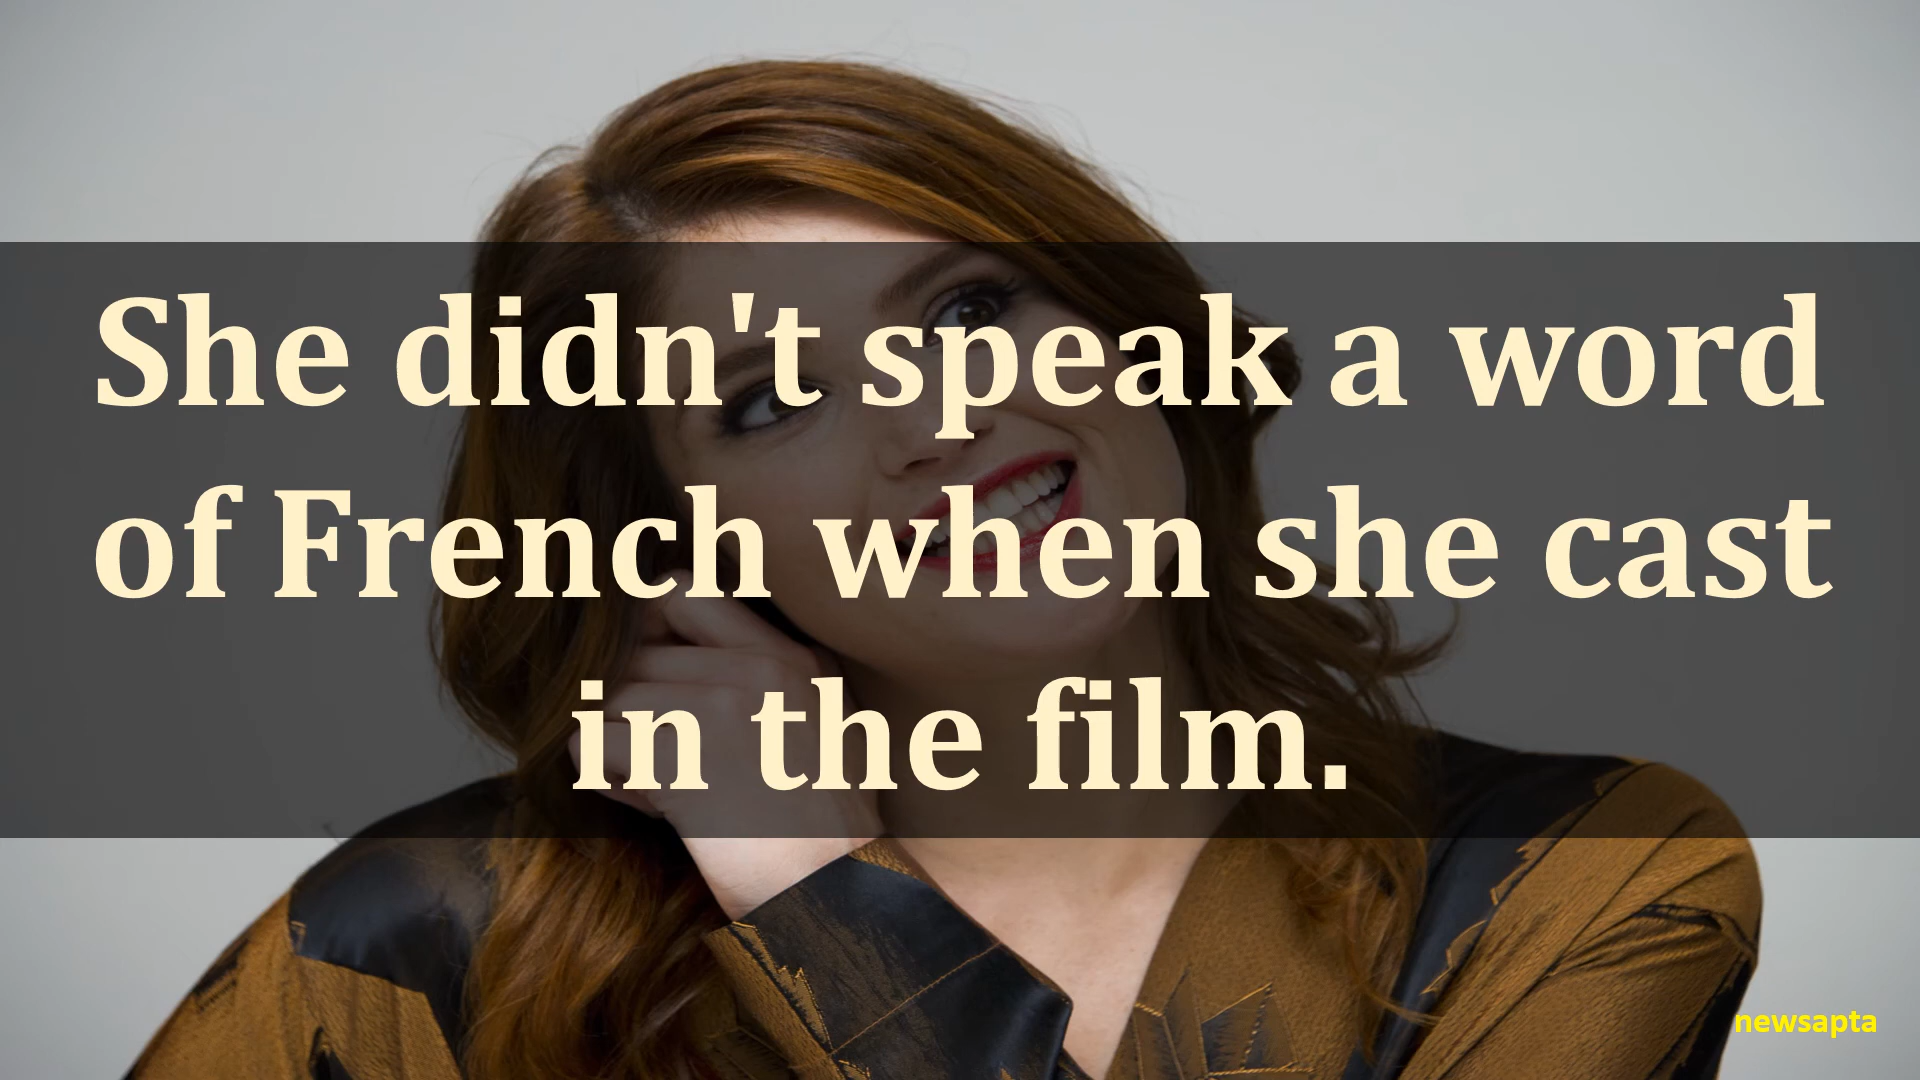 She didn't speak a word
of French when she cast
in the film.
newsapta